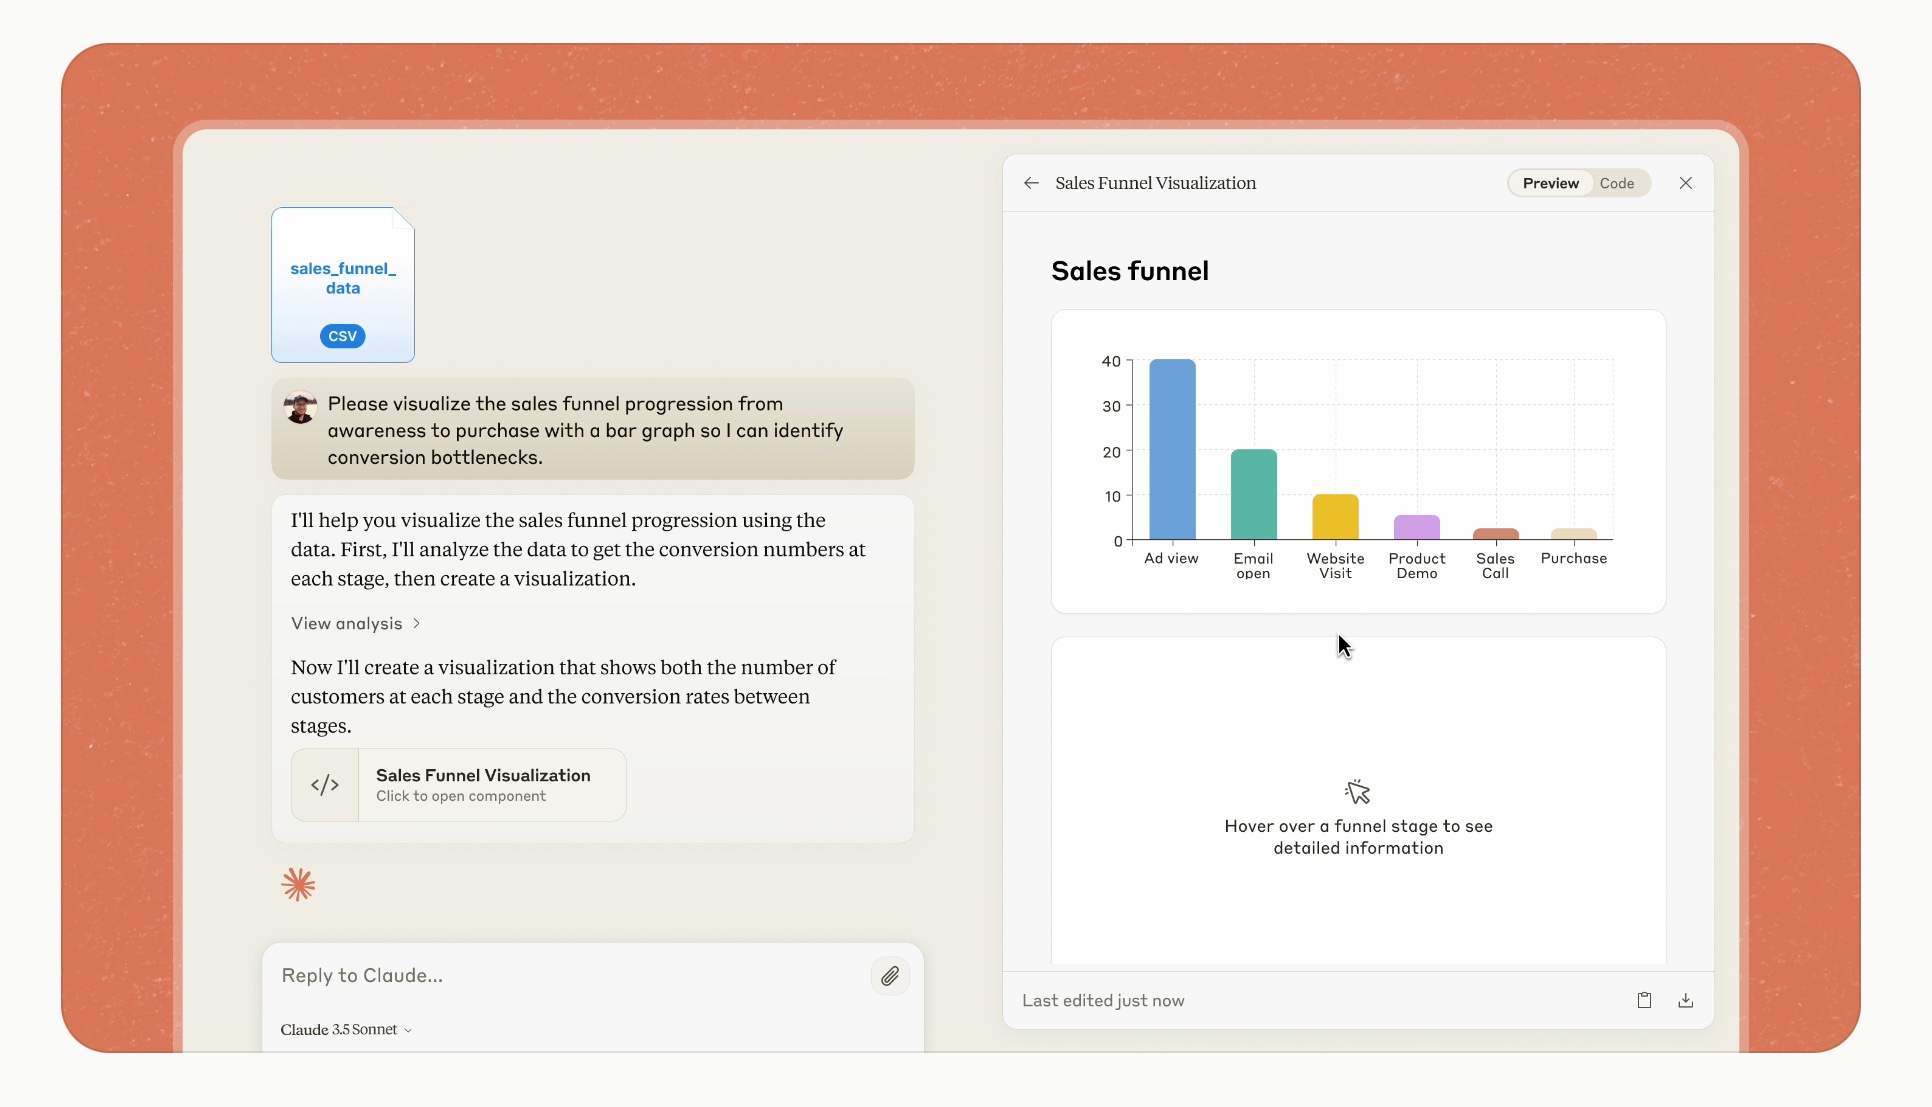 sales_funnel_
data
CSV
Please visualize the sales funnel progression from
awareness to purchase with a bar graph so I can identify
conversion bottlenecks.
I'll help you visualize the sales funnel progression using the
data. First, I'll analyze the data to get the conversion numbers at
each stage, then create a visualization.
View analysis
Now I'll create a visualization that shows both the number of
customers at each stage and the conversion rates between
stages.
</>
Sales Funnel Visualization
Click to open component
Reply to Claude...
Claude 3.5 Sonnet
Sales Funnel Visualization
Preview
Code
Sales funnel
40
30
20
10
0
Ad view
Email
open
Website
Visit
Product
Demo
Sales
Call
Purchase
Hover over a funnel stage to see
detailed information
Last edited just now